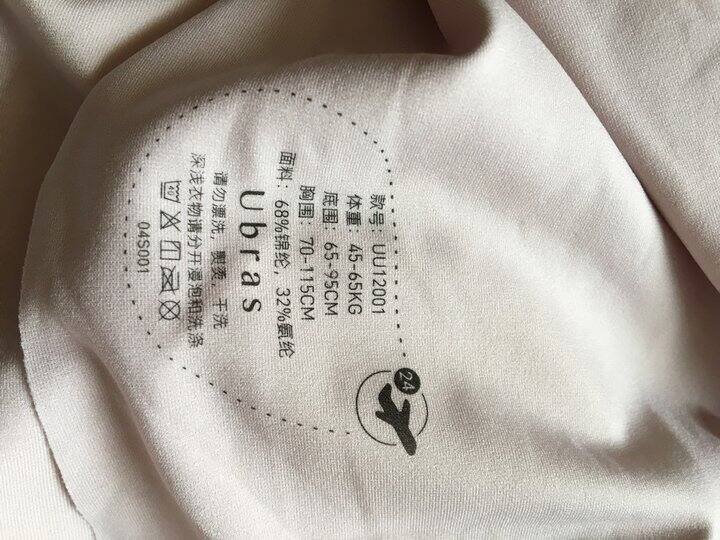 24
款号：UU12001
体重：45-65KG
底围：65-95CM
胸围：70-115CM
面料：68%锦纶，32%氨纶
Ubras
请勿漂洗，熨烫，干洗
深浅衣物请分开浸泡和洗涤
40
04S001